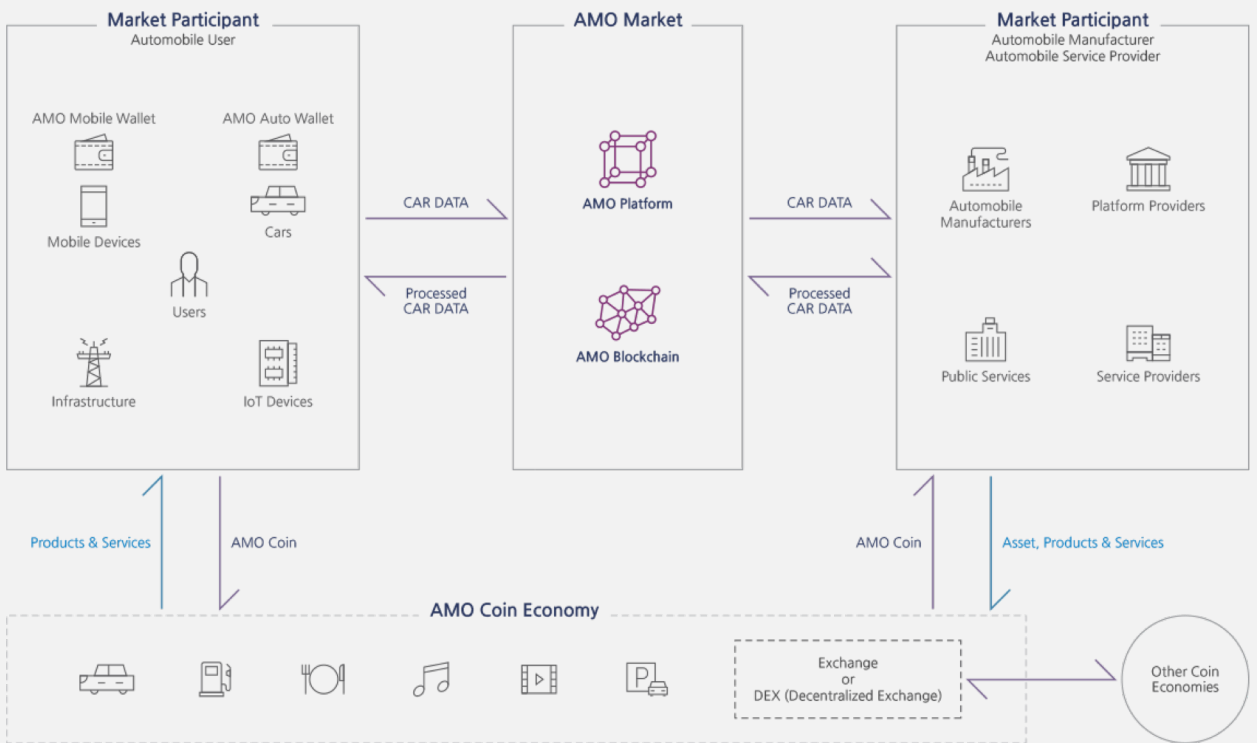 Market Participant
Automobile User
AMO Mobile Wallet
AMO Auto Wallet
Mobile Devices
Cars
Users
Infrastructure
IoT Devices
CAR DATA
Processed
CAR DATA
AMO Market
AMO Platform
AMO Blockchain
CAR DATA
Processed
CAR DATA
Market Participant
Automobile Manufacturer
Automobile Service Provider
Automobile
Manufacturers
Platform Providers
Public Services
Service Providers
Products & Services
AMO Coin
AMO Coin
Asset, Products & Services
AMO Coin Economy
P
Exchange
or
DEX (Decentralized Exchange)
Other Coin
Economies